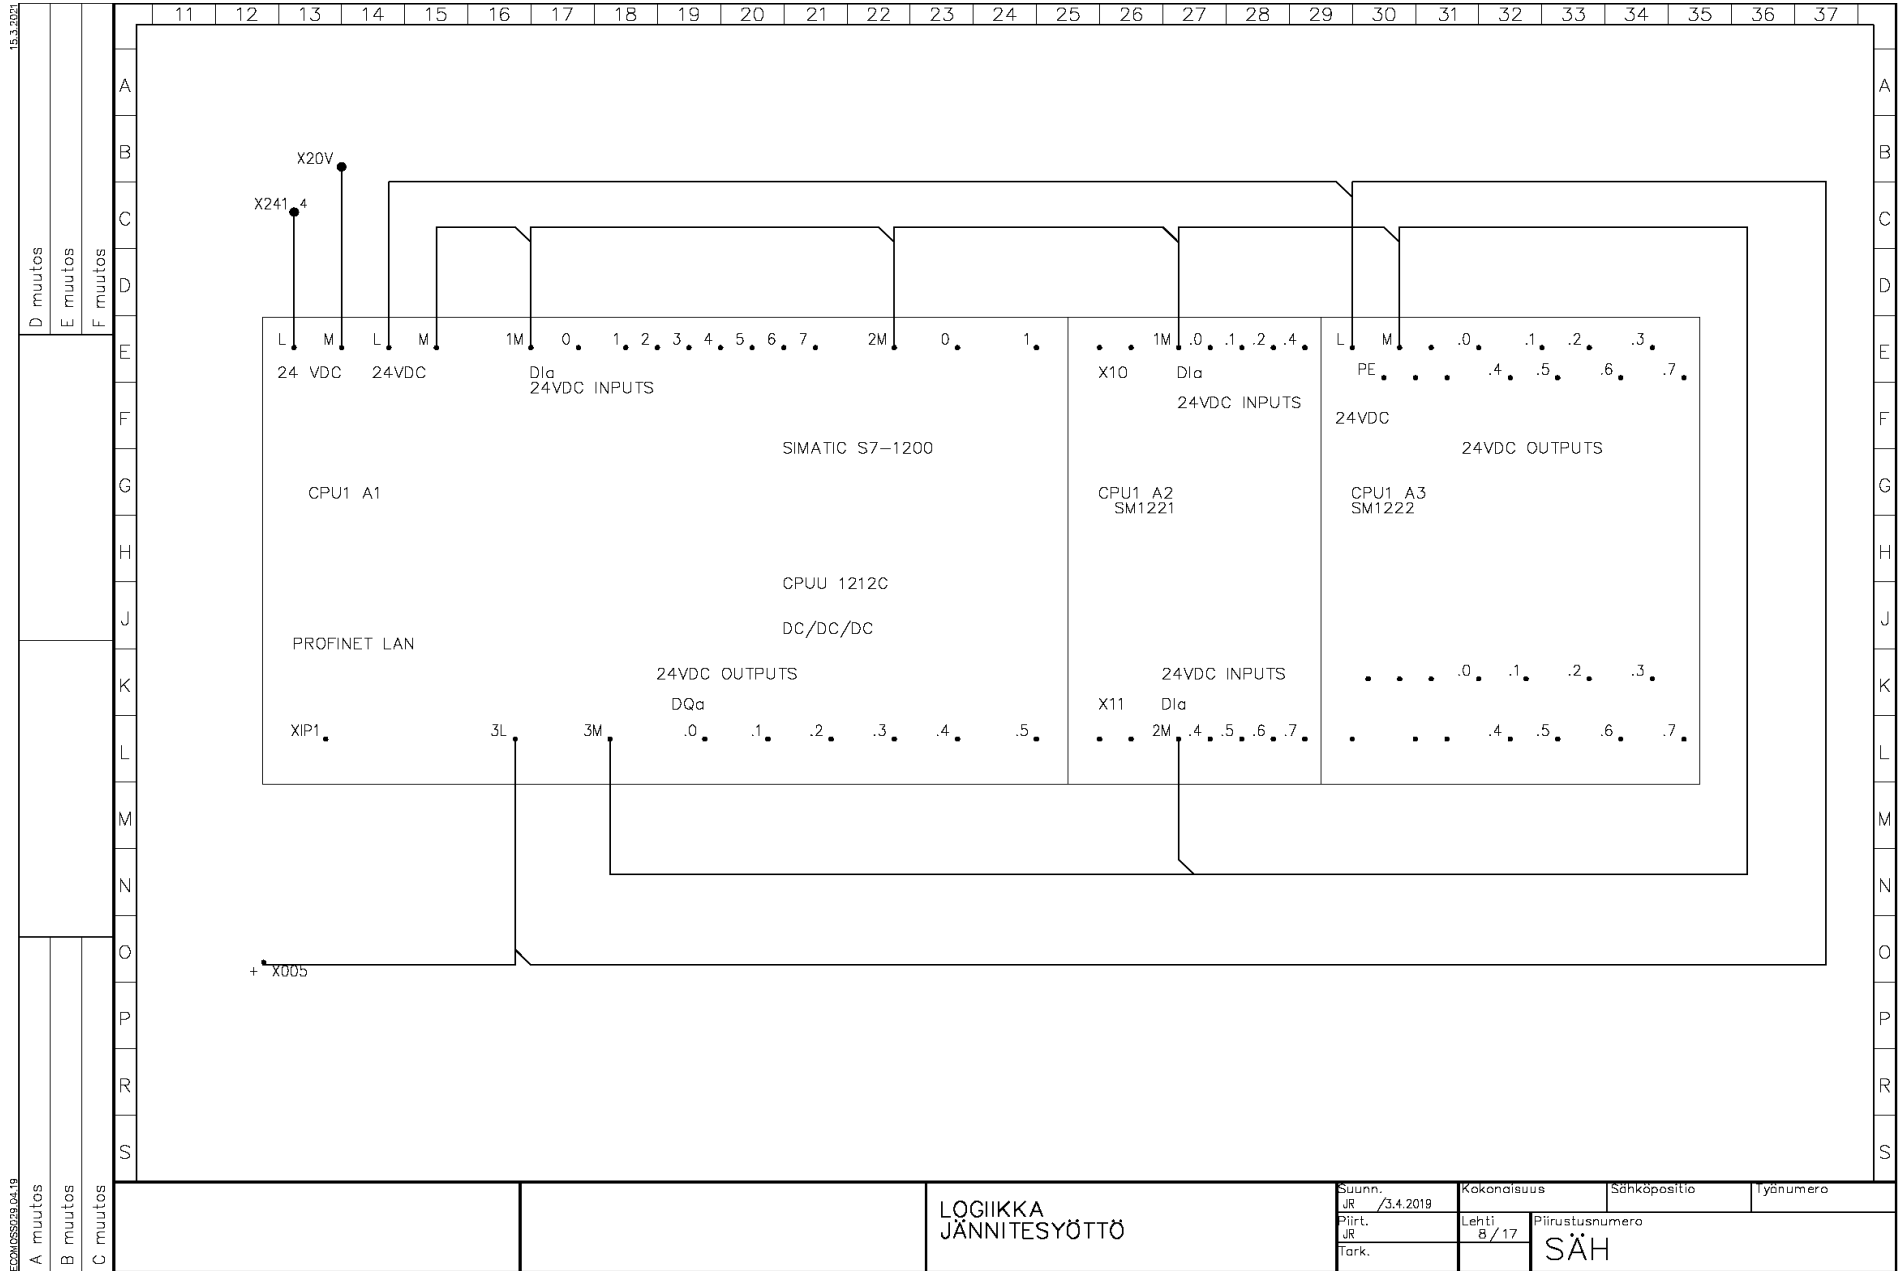 15.3.2021
11 12 13 14 15 16 17 18 19 20 21 22 23 24 25 26 27 28 29 30 31 32 33 34 35 36 37
A A
B B
C C
D D
E E
F F
G G
H H
J J
K K
L L
M M
N N
O O
P P
R R
S S
D muutos
E muutos
F muutos
A muutos
B muutos
C muutos
X20V
X241 4
L M L M 1M 0 1 2 3 4 5 6 7 2M 0 1 1M .0 .1 .2 .4 L M .0 .1 .2 .3
24 VDC 24VDC DIa X10 DIa PE .4 .5 .6 .7
24VDC INPUTS
24VDC INPUTS
24VDC
SIMATIC S7-1200
24VDC OUTPUTS
CPU1 A1
CPU1 A2
SM1221
CPU1 A3
SM1222
CPUU 1212C
DC/DC/DC
PROFINET LAN
24VDC OUTPUTS 24VDC INPUTS .0 .1 .2 .3
DQa X11 DIa
XIP1 3L 3M .0 .1 .2 .3 .4 .5 2M .4 .5 .6 .7 .4 .5 .6 .7
+ X005
LOGIIKKA
JÄNNITESYÖTTÖ
Suunn.
JR /3.4.2019
Piirt.
JR
Tark.
Kokonaisuus
Sähköpositio
Työnumero
Lehti
8/17
Piirustusnumero
SÄH